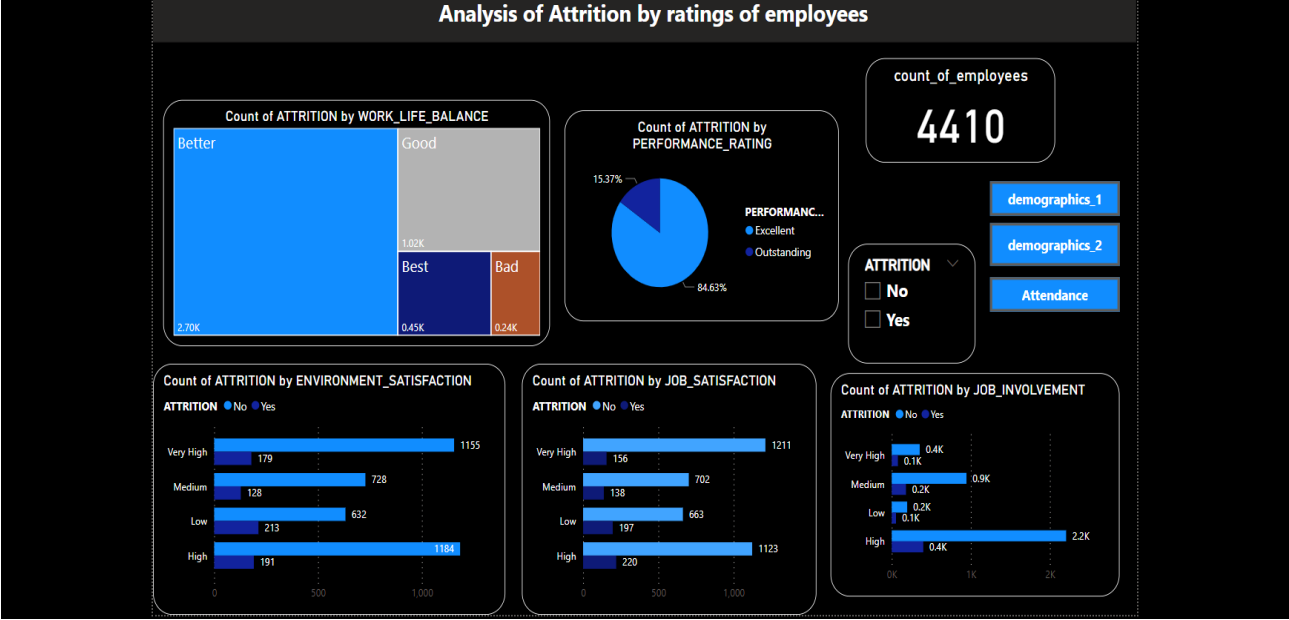 Analysis of Attrition by ratings of employees
count_of_employees
4410
Count of ATTRITION by WORK_LIFE_BALANCE
Better
2.70K
Good
1.02K
Best
0.45K
Bad
0.24K
Count of ATTRITION by
PERFORMANCE_RATING
15.37%
84.63%
PERFORMANC...
Excellent
Outstanding
demographics_1
demographics_2
Attendance
ATTRITION
No
Yes
Count of ATTRITION by ENVIRONMENT_SATISFACTION
ATTRITION No Yes
Very High 1155
179
Medium 728
128
Low 632
213
High 1184
191
0 500 1,000
Count of ATTRITION by JOB_SATISFACTION
ATTRITION No Yes
Very High 1211
156
Medium 702
138
Low 663
197
High 1123
220
0 500 1,000
Count of ATTRITION by JOB_INVOLVEMENT
ATTRITION No Yes
Very High 0.4K
0.1K
Medium 0.9K
0.2K
Low 0.2K
0.1K
High 2.2K
0.4K
0K 1K 2K